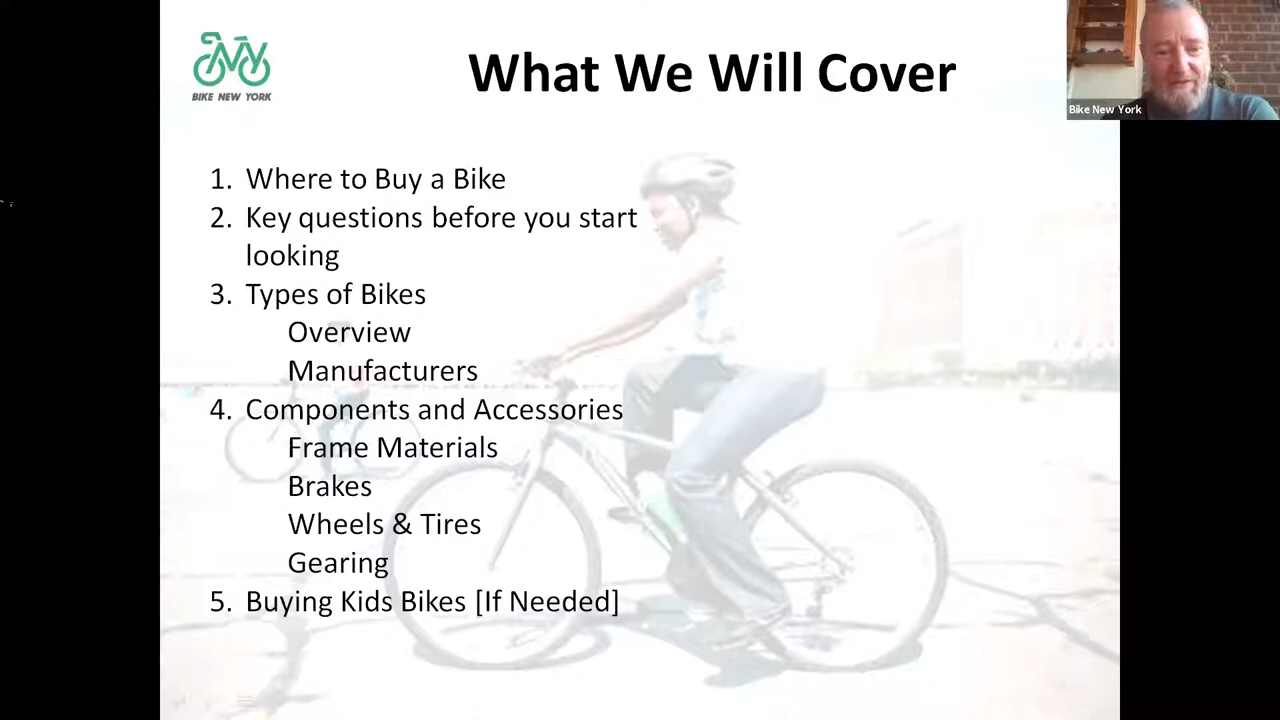 BIKE NEW YORK
What We Will Cover
Bike New York
1. Where to Buy a Bike
2. Key questions before you start
looking
3. Types of Bikes
Overview
Manufacturers
4. Components and Accessories
Frame Materials
Brakes
Wheels & Tires
Gearing
5. Buying Kids Bikes [If Needed]